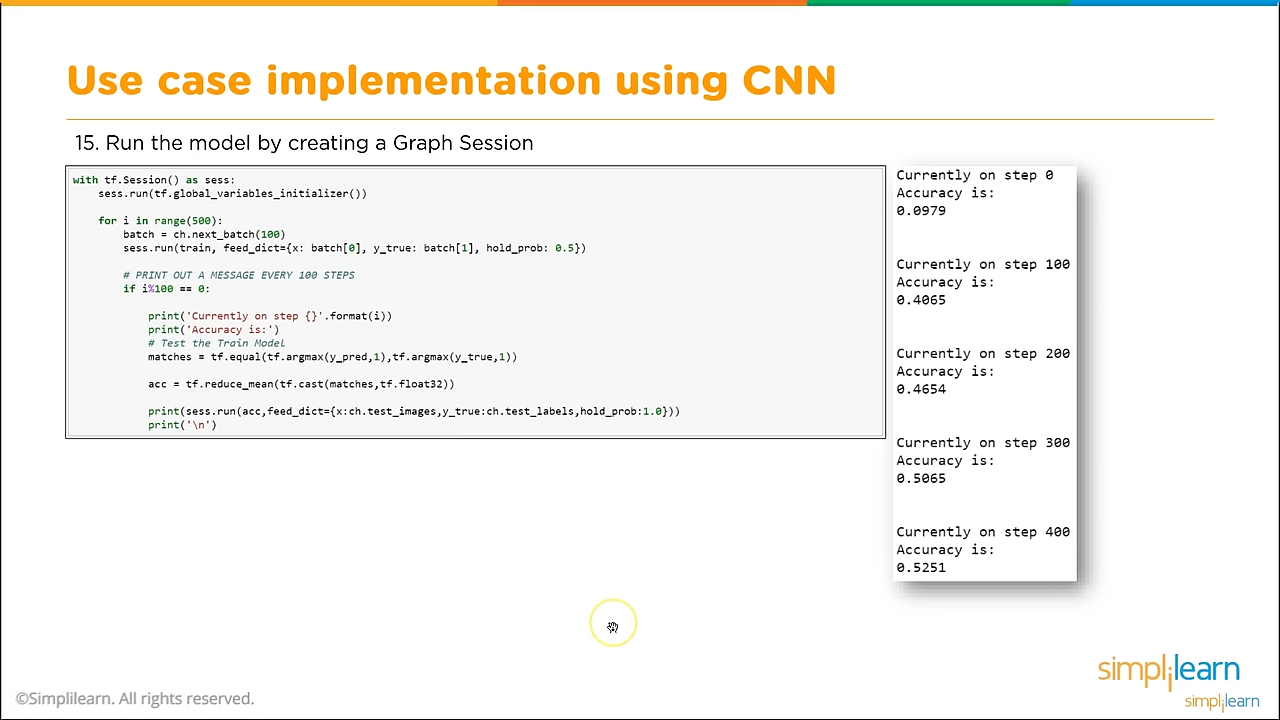 Use case implementation using CNN
15. Run the model by creating a Graph Session
with tf.Session() as sess:
    sess.run(tf.global_variables_initializer())
    for i in range(500):
        batch = ch.next_batch(100)
        sess.run(train, feed_dict={x: batch[0], y_true: batch[1], hold_prob: 0.5})
        # PRINT OUT A MESSAGE EVERY 100 STEPS
        if i%100 == 0:
            print('Currently on step {}'.format(i))
            print('Accuracy is:')
            # Test the Train Model
            matches = tf.equal(tf.argmax(y_pred,1),tf.argmax(y_true,1))
            acc = tf.reduce_mean(tf.cast(matches,tf.float32))
            print(sess.run(acc,feed_dict={x:ch.test_images,y_true:ch.test_labels,hold_prob:1.0}))
            print('\n')
Currently on step 0
Accuracy is:
0.0979
Currently on step 100
Accuracy is:
0.4065
Currently on step 200
Accuracy is:
0.4654
Currently on step 300
Accuracy is:
0.5065
Currently on step 400
Accuracy is:
0.5251
simplilearn
©Simplilearn. All rights reserved.
simplilearn